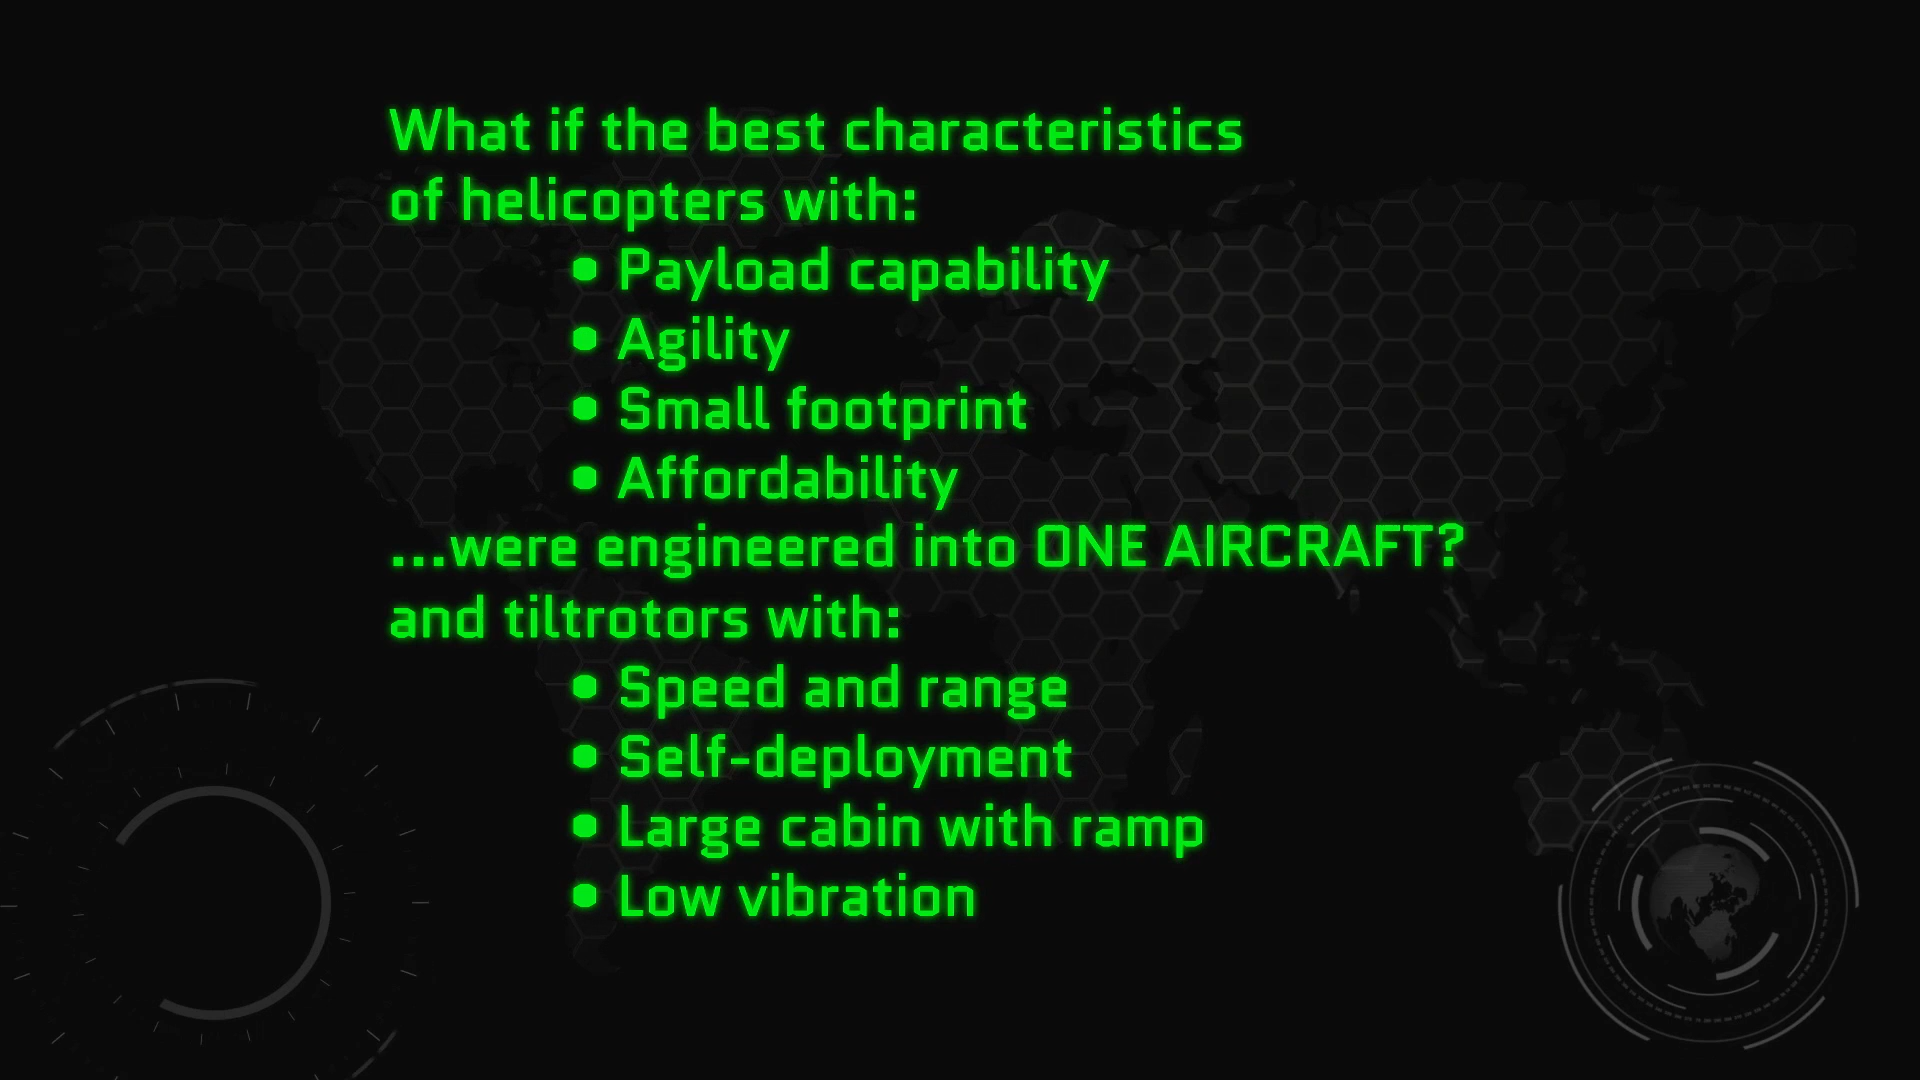 What if the best characteristics
of helicopters with:
• Payload capability
• Agility
• Small footprint
• Affordability
...were engineered into ONE AIRCRAFT?
and tiltrotors with:
• Speed and range
• Self-deployment
• Large cabin with ramp
• Low vibration